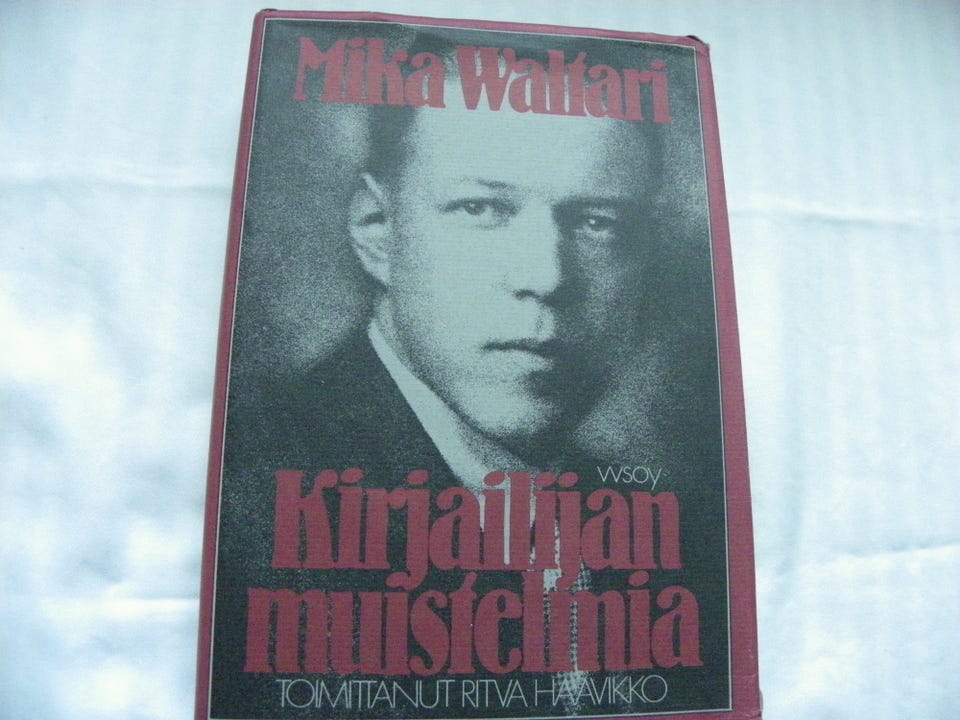 Mika Waltari
WSOY
Kirjailijan
muistelmia
TOIMITTANUT RITVA HAAVIKKO